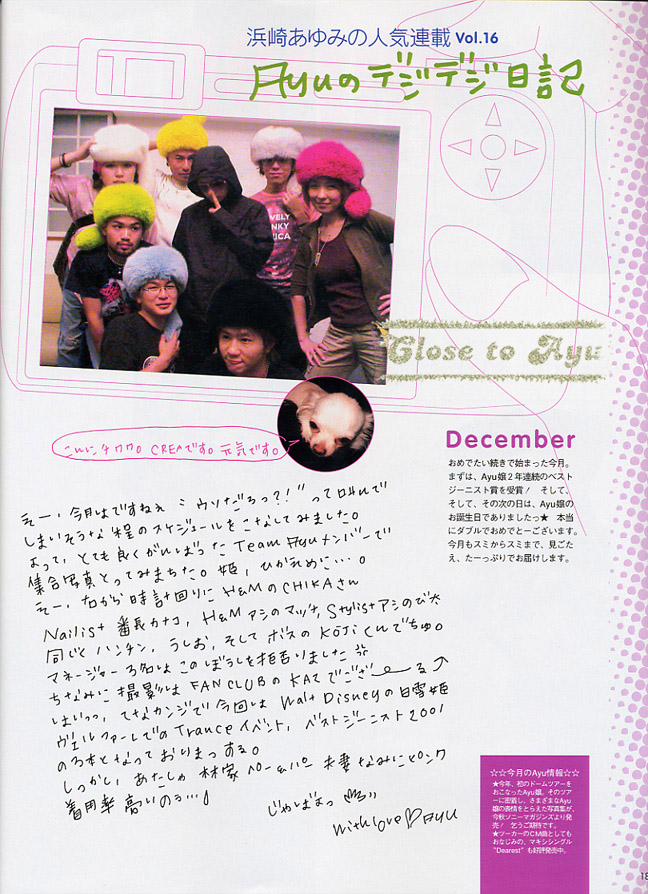 浜崎あゆみの人気連載 Vol.16
Ayuのデジデジ日記
Close to Ayu
こんにチワワ。CREAです。元気です。
December
おめでたい続きで始まった今月。
まずは、Ayu嬢2年連続のベスト
ジーニスト賞を受賞! そして、
そして、その次の日は、Ayu嬢の
お誕生日でありましたっ★ 本当
にダブルでおめでとーございます。
今月もスミからスミまで、見ごた
え、たーっぷりでお届けします。
えー, 今月はですねぇ “ウソだろっ?!” って叫んで
しまいそうな程のスケジュールをこなしてみました。
よって, とても良くがんばった Team Ayuメンバーで
集合写真とってみまちた。姫, ひかえめに…。
えー, 右から時計回りに H&MのCHIKAさん
Nailist 番長カナコ, H&M アシのマッチ, Stylistアシのび太
同じく ハンチン, うしお, そして ボスの KOJIくんでちゅ。
マネージャー 3名は このぼうしを拒否りました
ちなみに 撮影は FAN CLUBの KAZでござーる
はいっっ, てなカンジで 今回は Walt Disneyの白雪姫
ヴェルファーレでのTranceイベント, ベストジーニスト2001
の3本となっておりまっする。
しっかし, あたしゃ 林家 ペー&パー 夫妻なみにピンク
着用率 高いのぅ…」
じゃばよっ
with love ♡ Ayu
☆☆今月のAyu情報☆☆
★今年、初のドームツアーを
おこなったAyu嬢。そのツア
ーに密着し、さまざまなAyu
嬢の表情をとらえた写真集が、
今秋ソニーマガジンズより発
売! 乞うご期待です。
★ツーカーのCM曲としても
おなじみの、マキシシングル
“Dearest”も好評発売中。